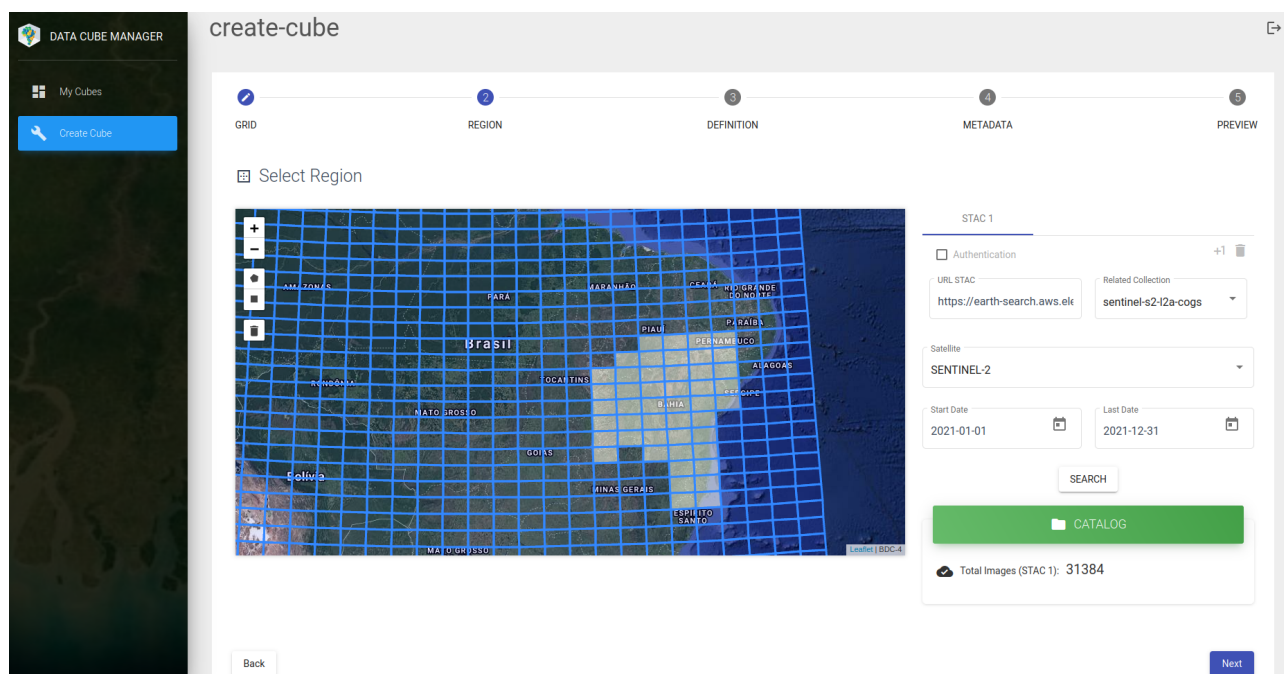 DATA CUBE MANAGER
create-cube
My Cubes
Create Cube
2
3
4
5
GRID
REGION
DEFINITION
METADATA
PREVIEW
Select Region
STAC 1
Authentication
+1
URL STAC
https://earth-search.aws.ele
Related Collection
sentinel-s2-l2a-cogs
Satellite
SENTINEL-2
Start Date
2021-01-01
Last Date
2021-12-31
SEARCH
CATALOG
Total Images (STAC 1): 31384
+
−
AMAZONAS
PARÁ
MARANHÃO
CEARÁ
RIO GRANDE
DO NORTE
PARAÍBA
PIAUÍ
PERNAMBUCO
Brasil
ALAGOAS
RONDÔNIA
TOCANTINS
SERGIPE
BAHIA
MATO GROSSO
GOIÁS
Bolívia
MINAS GERAIS
ESPÍRITO
SANTO
MATO GROSSO
Leaflet | BDC-4
Back
Next